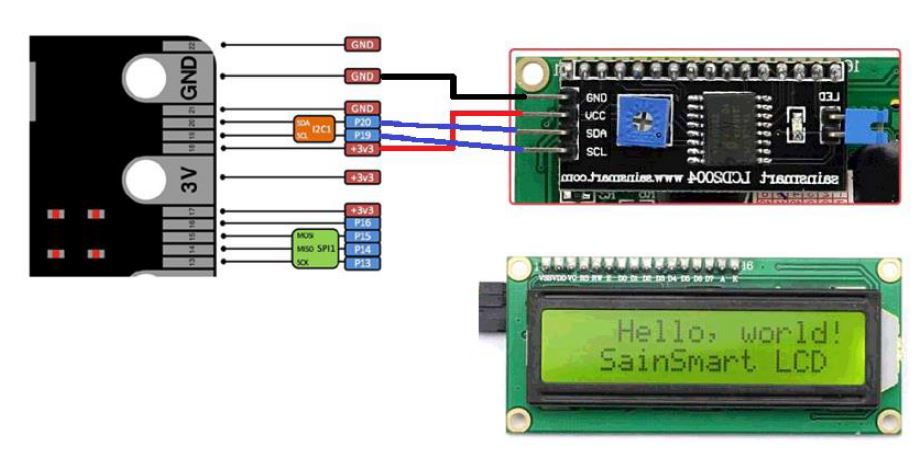 22
GND
GND
GND
21
GND
20
SDA
P20
I2C1
19
SCL
P19
18
+3v3
3V
+3v3
17
+3v3
16
P16
15
MOSI
P15
14
MISO
SPI1
P14
13
SCK
P13
16
GND
VCC
SDA
SCL
LED
sainsmart LCD2004 www.sainsmart.com
1
16
VSS VDD VO RS RW E D0 D1 D2 D3 D4 D5 D6 D7 A K
Hello, world!
SainSmart LCD